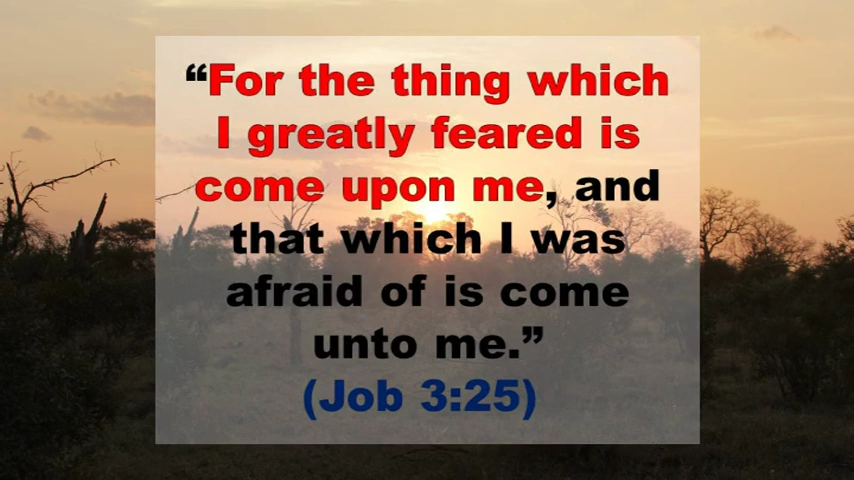 “For the thing which
I greatly feared is
come upon me, and
that which I was
afraid of is come
unto me.”
(Job 3:25)